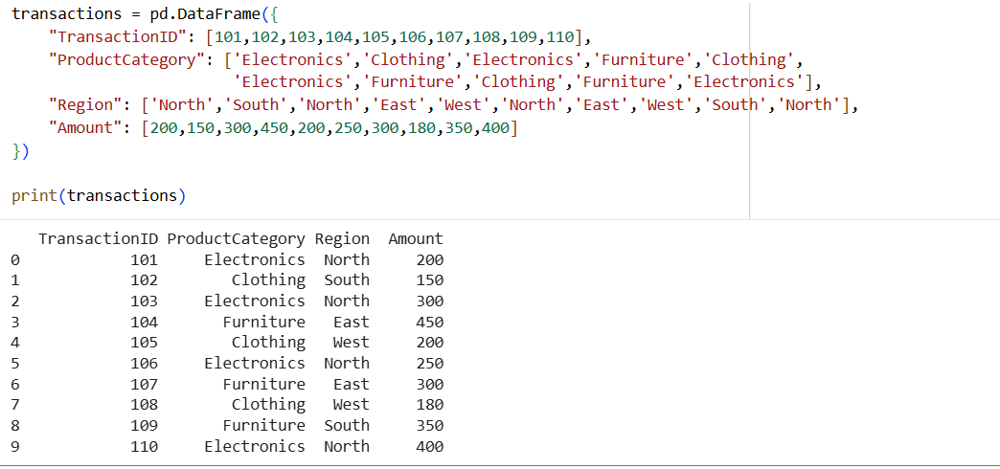 transactions = pd.DataFrame({
    "TransactionID": [101,102,103,104,105,106,107,108,109,110],
    "ProductCategory": ['Electronics','Clothing','Electronics','Furniture','Clothing',
                        'Electronics','Furniture','Clothing','Furniture','Electronics'],
    "Region": ['North','South','North','East','West','North','East','West','South','North'],
    "Amount": [200,150,300,450,200,250,300,180,350,400]
})
print(transactions)
   TransactionID ProductCategory Region  Amount
0            101     Electronics  North     200
1            102        Clothing  South     150
2            103     Electronics  North     300
3            104       Furniture   East     450
4            105        Clothing   West     200
5            106     Electronics  North     250
6            107       Furniture   East     300
7            108        Clothing   West     180
8            109       Furniture  South     350
9            110     Electronics  North     400